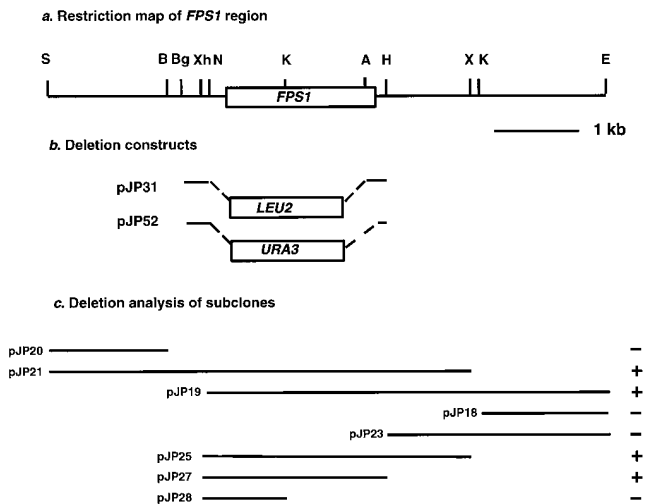 a. Restriction map of FPS1 region
S B Bg Xh N K A H X K E
FPS1
1 kb
b. Deletion constructs
pJP31
LEU2
pJP52
URA3
c. Deletion analysis of subclones
pJP20 –
pJP21 +
pJP19 +
pJP18 –
pJP23 –
pJP25 +
pJP27 +
pJP28 –